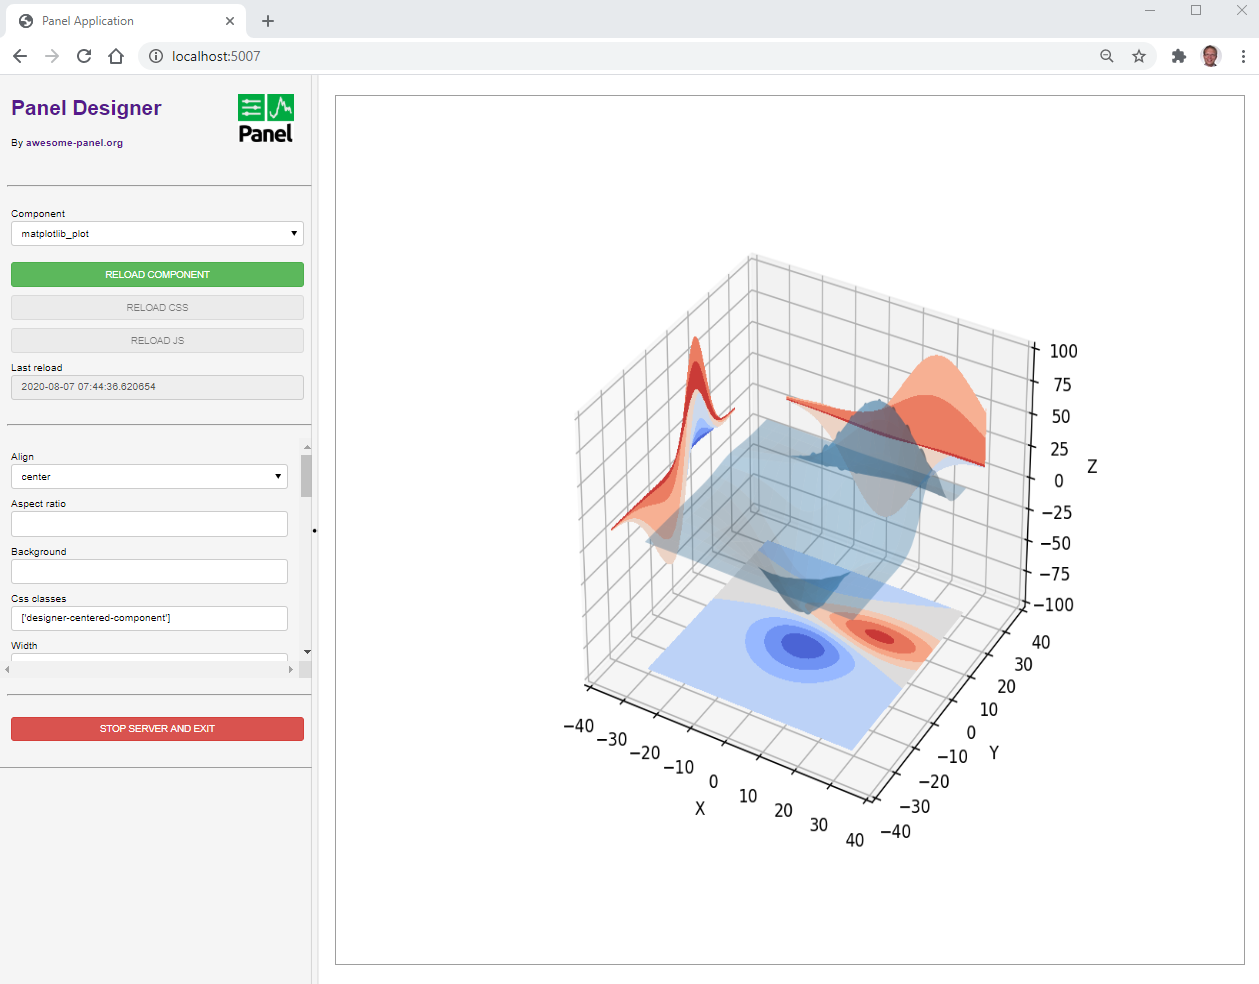 Panel Application
localhost:5007
Panel Designer
Panel
By awesome-panel.org
Component
matplotlib_plot
RELOAD COMPONENT
RELOAD CSS
RELOAD JS
Last reload
2020-08-07 07:44:36.620654
Align
center
Aspect ratio
Background
Css classes
['designer-centered-component']
Width
STOP SERVER AND EXIT
100
75
50
25
0
−25
−50
−75
−100
Z
40
30
20
10
0
−10
−20
−30
−40
Y
−40
−30
−20
−10
0
10
20
30
40
X